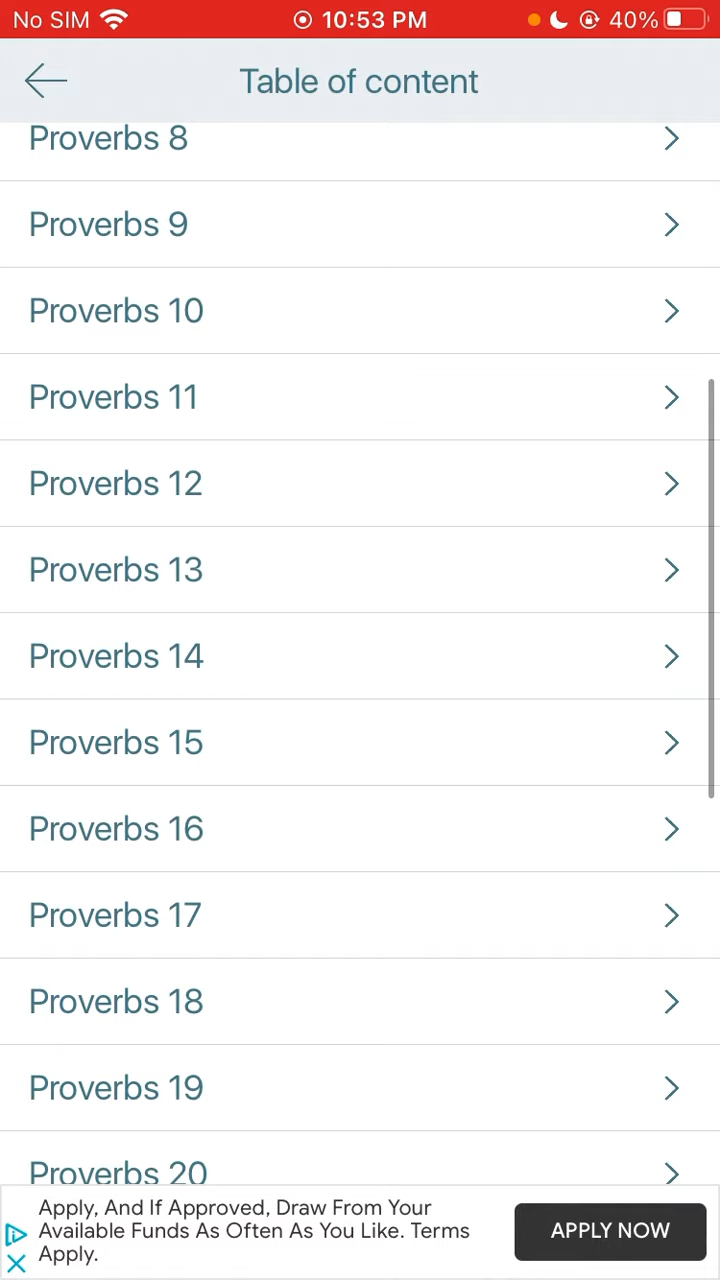 No SIM 10:53 PM 40%
Table of content
Proverbs 8
Proverbs 9
Proverbs 10
Proverbs 11
Proverbs 12
Proverbs 13
Proverbs 14
Proverbs 15
Proverbs 16
Proverbs 17
Proverbs 18
Proverbs 19
Proverbs 20
Apply, And If Approved, Draw From Your
Available Funds As Often As You Like. Terms
Apply.
APPLY NOW